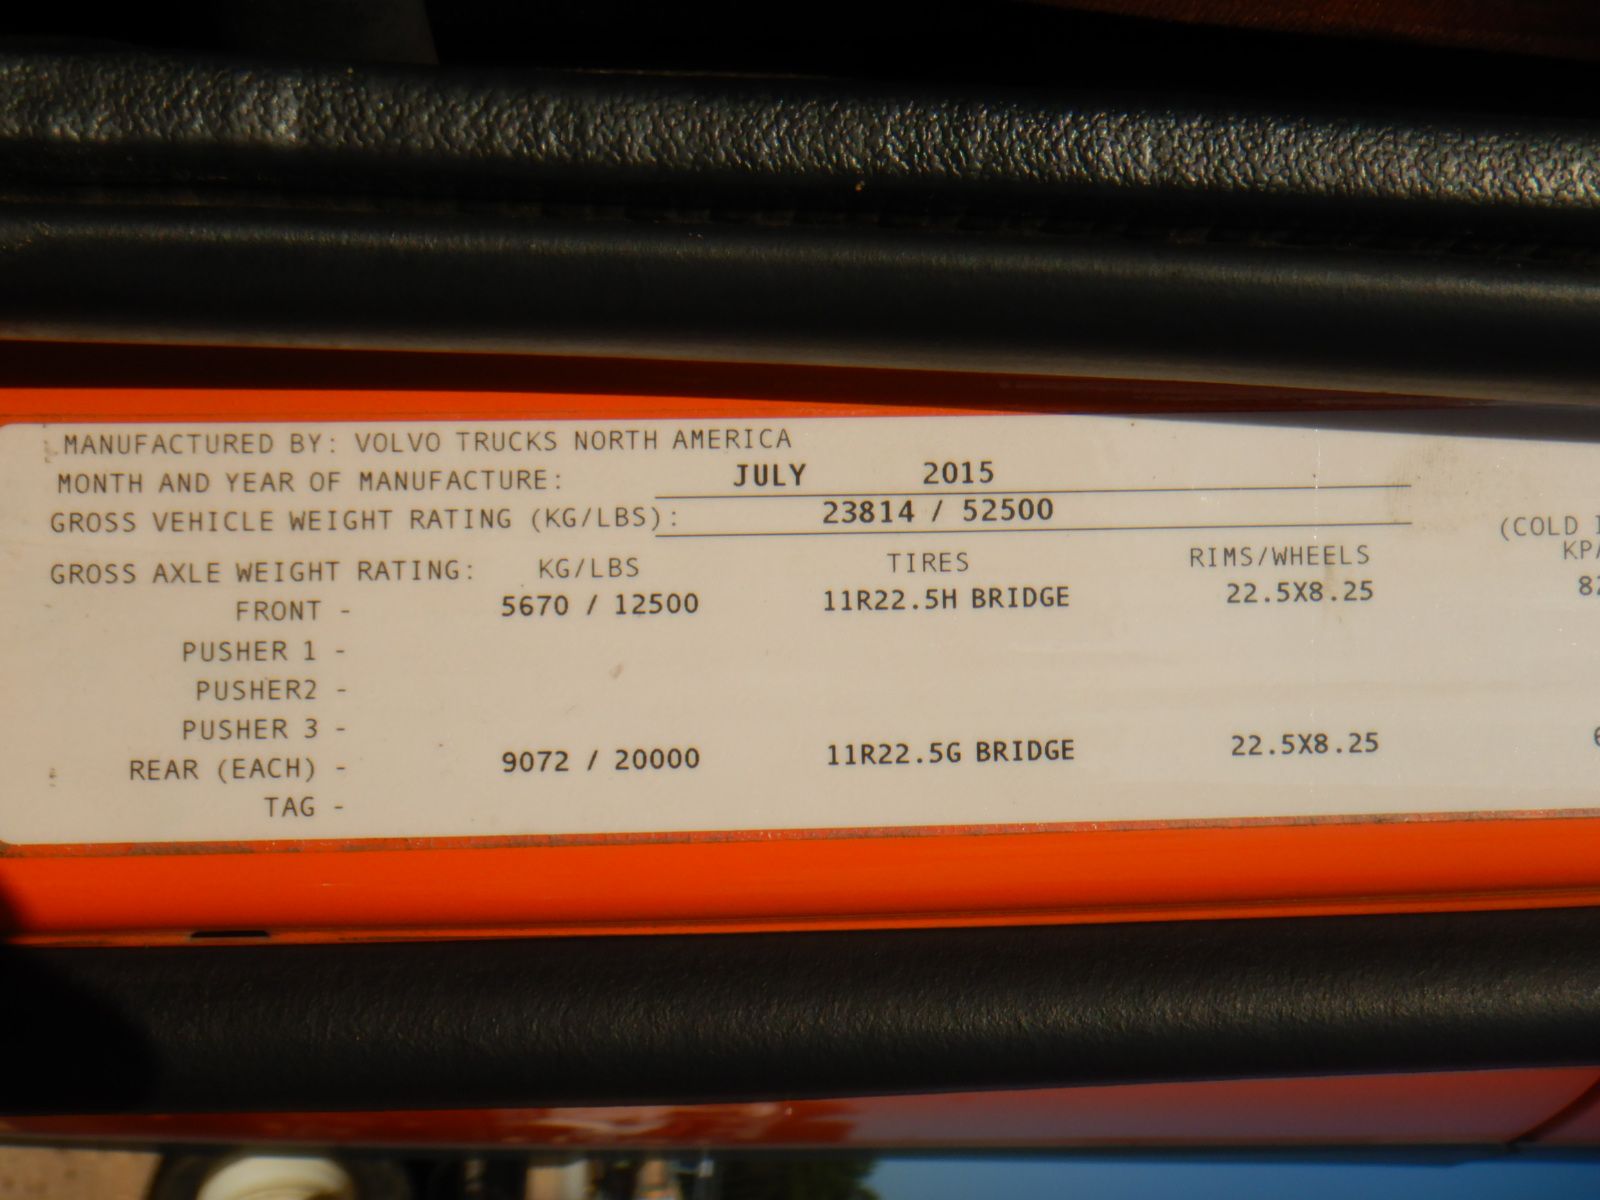 MANUFACTURED BY: VOLVO TRUCKS NORTH AMERICA
MONTH AND YEAR OF MANUFACTURE: JULY 2015
GROSS VEHICLE WEIGHT RATING (KG/LBS): 23814 / 52500
(COLD
GROSS AXLE WEIGHT RATING: KG/LBS TIRES RIMS/WHEELS
FRONT - 5670 / 12500 11R22.5H BRIDGE 22.5X8.25
PUSHER 1 -
PUSHER2 -
PUSHER 3 -
REAR (EACH) - 9072 / 20000 11R22.5G BRIDGE 22.5X8.25
TAG -